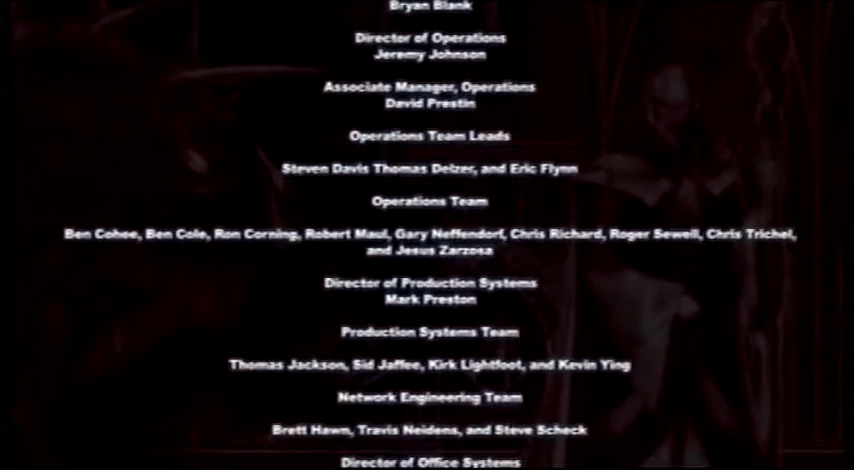 Bryan Blank
Director of Operations
Jeremy Johnson
Associate Manager, Operations
David Prestin
Operations Team Leads
Steven Davis Thomas Delzer, and Eric Flynn
Operations Team
Ben Cohee, Ben Cole, Ron Corning, Robert Maul, Gary Neffendorf, Chris Richard, Roger Sewell, Chris Trichel,
and Jesus Zarzosa
Director of Production Systems
Mark Preston
Production Systems Team
Thomas Jackson, Sid Jaffee, Kirk Lightfoot, and Kevin Ying
Network Engineering Team
Brett Hawn, Travis Neidens, and Steve Scheck
Director of Office Systems